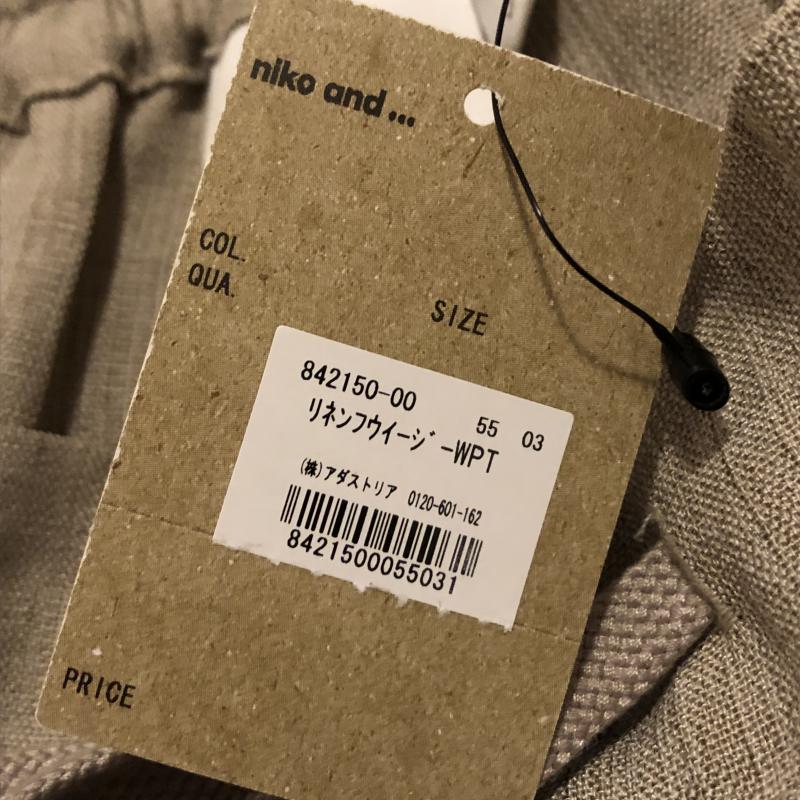 niko and ...
COL.
QUA.
SIZE
842150-00 55 03
リネンフウイージ゛ーWPT
(株)アダストリア 0120-601-162
8421500055031
PRICE